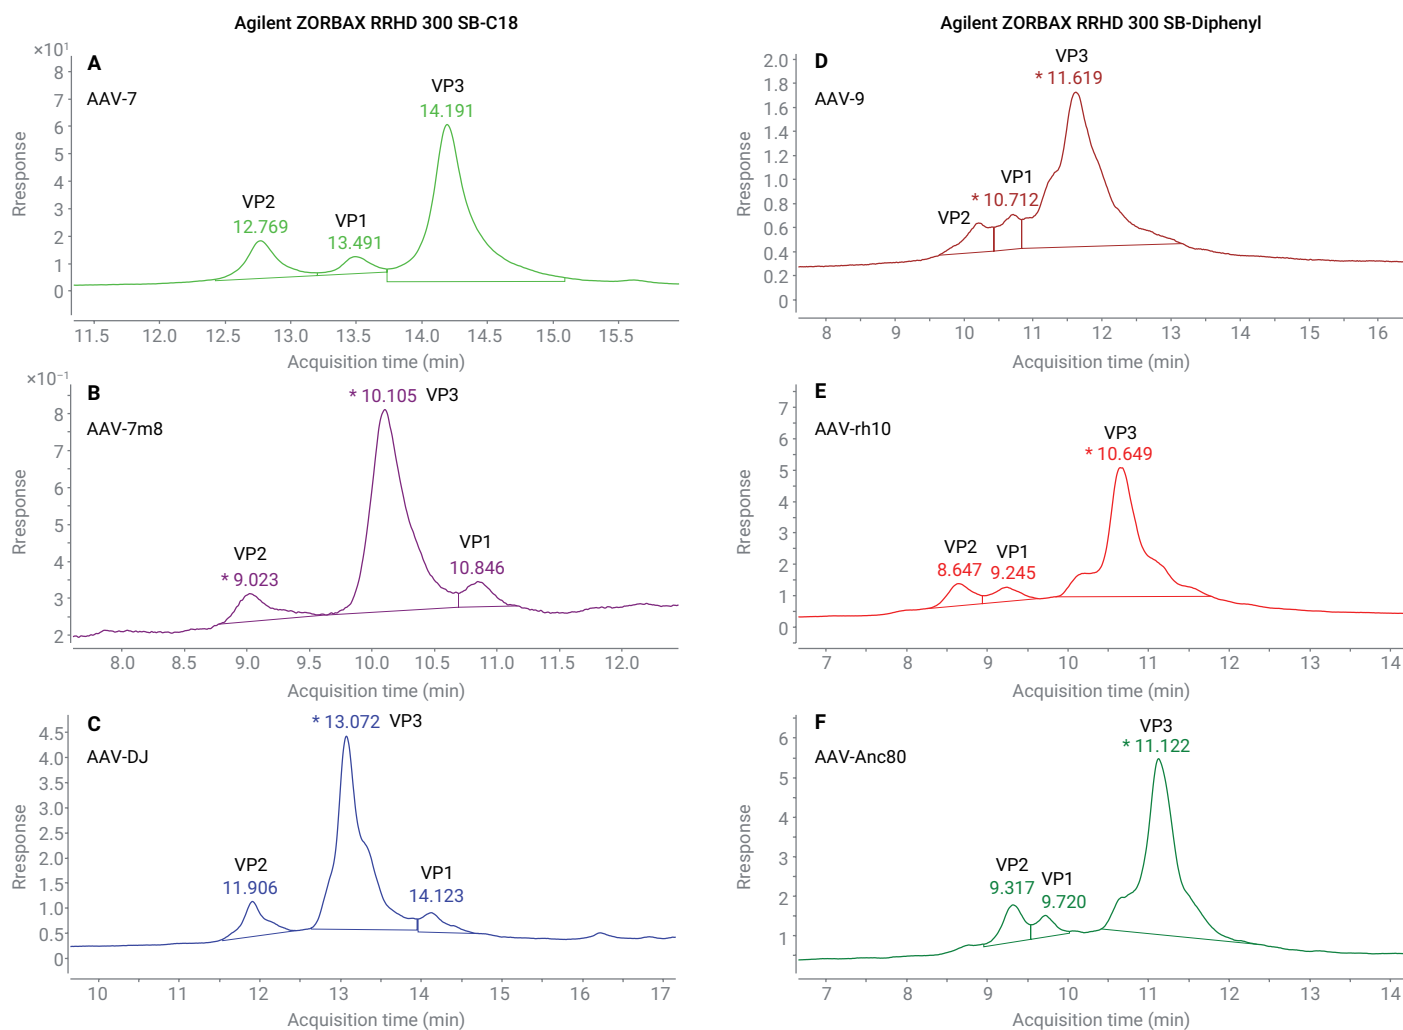 Agilent ZORBAX RRHD 300 SB-C18
×10¹
A
AAV-7
8
7
6
5
4
3
2
1
0
Rresponse
VP2
12.769
VP1
13.491
VP3
14.191
11.5 12.0 12.5 13.0 13.5 14.0 14.5 15.0 15.5
Acquisition time (min)
×10⁻¹
B
AAV-7m8
8
7
6
5
4
3
2
Rresponse
VP2
* 9.023
* 10.105 VP3
VP1
10.846
8.0 8.5 9.0 9.5 10.0 10.5 11.0 11.5 12.0
Acquisition time (min)
C
AAV-DJ
4.5
4.0
3.5
3.0
2.5
2.0
1.5
1.0
0.5
0
Rresponse
VP2
11.906
* 13.072 VP3
VP1
14.123
10 11 12 13 14 15 16 17
Acquisition time (min)
Agilent ZORBAX RRHD 300 SB-Diphenyl
D
AAV-9
2.0
1.8
1.6
1.4
1.2
1.0
0.8
0.6
0.4
0.2
0
Rresponse
VP2
VP1
* 10.712
VP3
* 11.619
8 9 10 11 12 13 14 15 16
Acquisition time (min)
E
AAV-rh10
7
6
5
4
3
2
1
0
Rresponse
VP2
8.647
VP1
9.245
VP3
* 10.649
7 8 9 10 11 12 13 14
Acquisition time (min)
F
AAV-Anc80
6
5
4
3
2
1
Rresponse
VP2
9.317
VP1
9.720
VP3
* 11.122
7 8 9 10 11 12 13 14
Acquisition time (min)